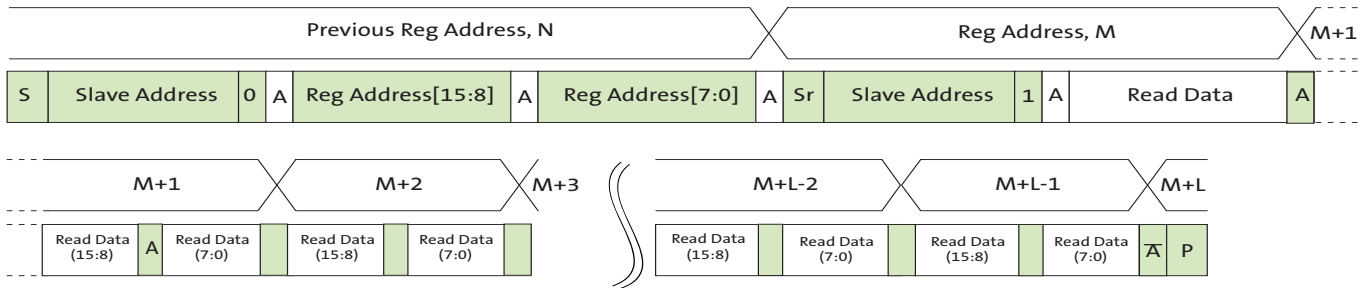 Previous Reg Address, N Reg Address, M M+1
S Slave Address 0 A Reg Address[15:8] A Reg Address[7:0] A Sr Slave Address 1 A Read Data A
M+1 M+2 M+3 M+L-2 M+L-1 M+L
Read Data (15:8) A Read Data (7:0) Read Data (15:8) Read Data (7:0) Read Data (15:8) Read Data (7:0) Read Data (15:8) Read Data (7:0) A̅ P